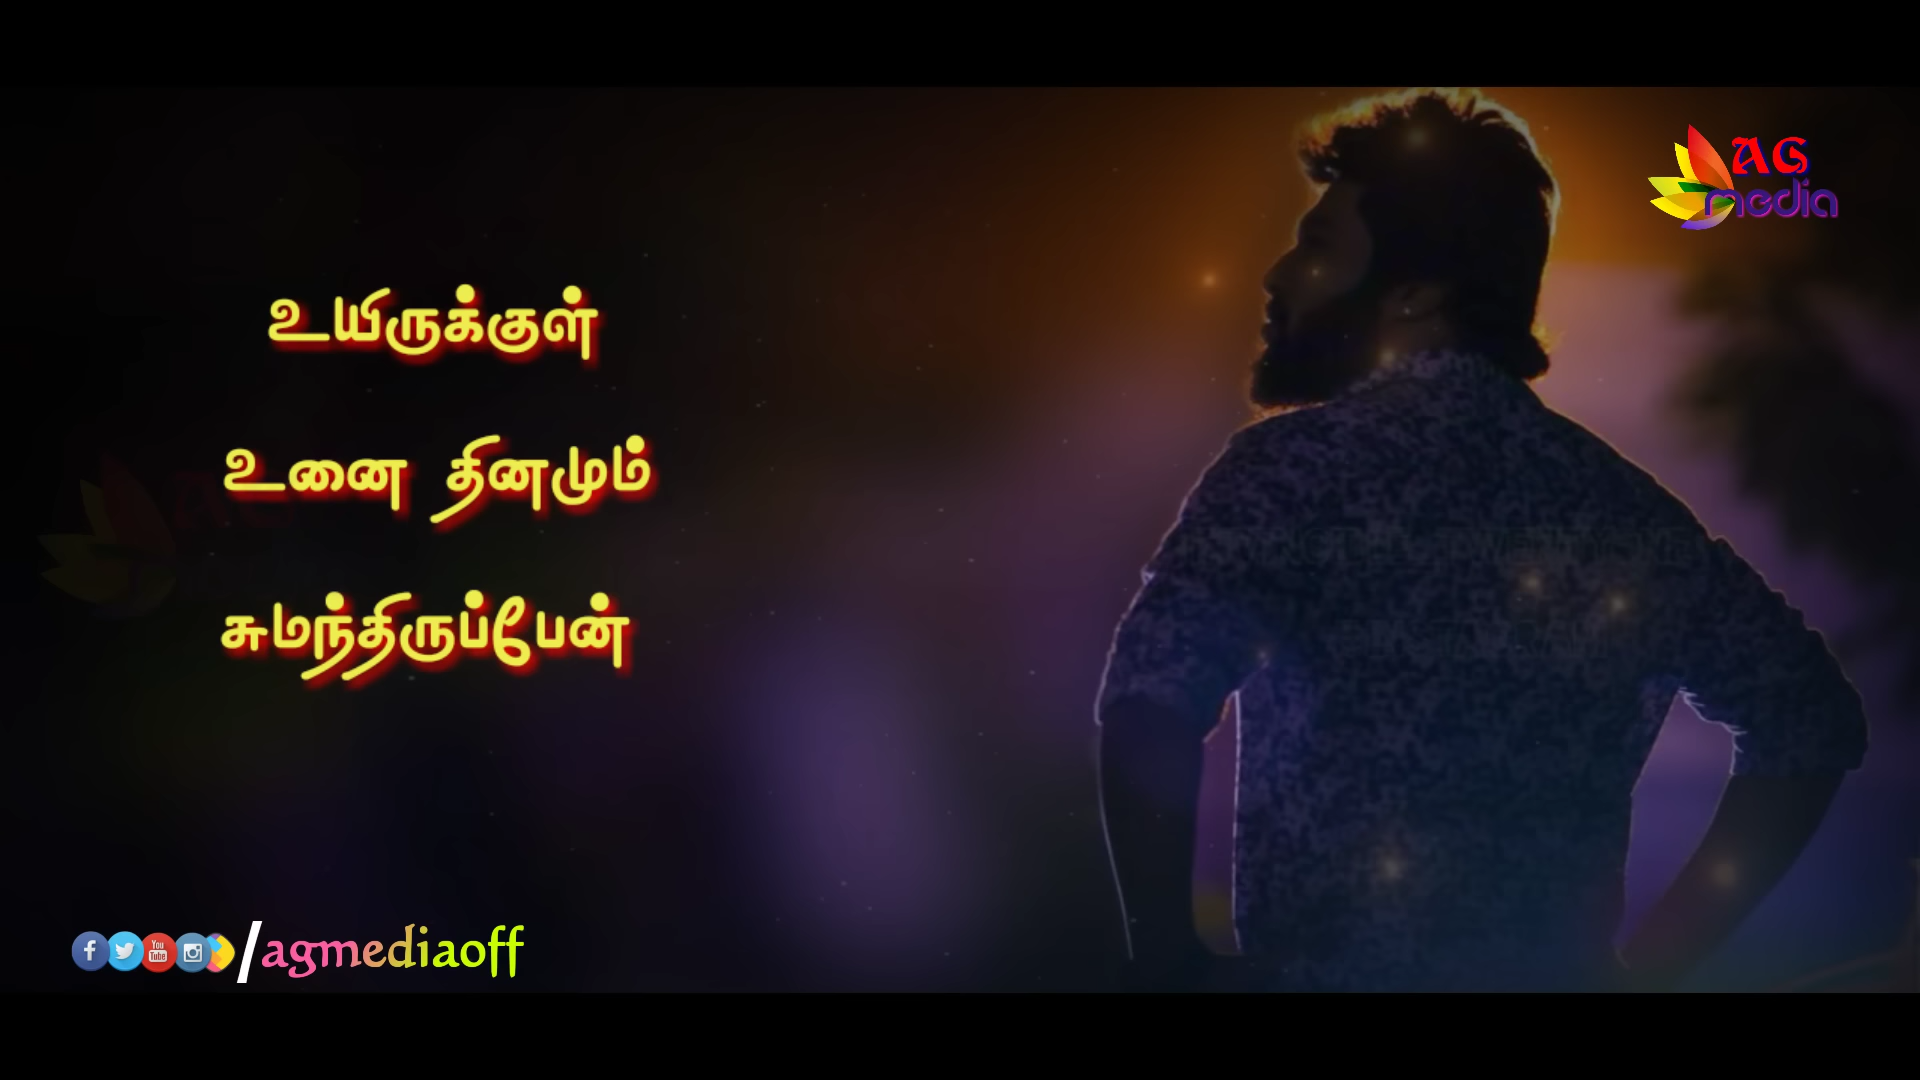 AG
media
உயிருக்குள்
உனை தினமும்
சுமந்திருப்பேன்
/agmediaoff